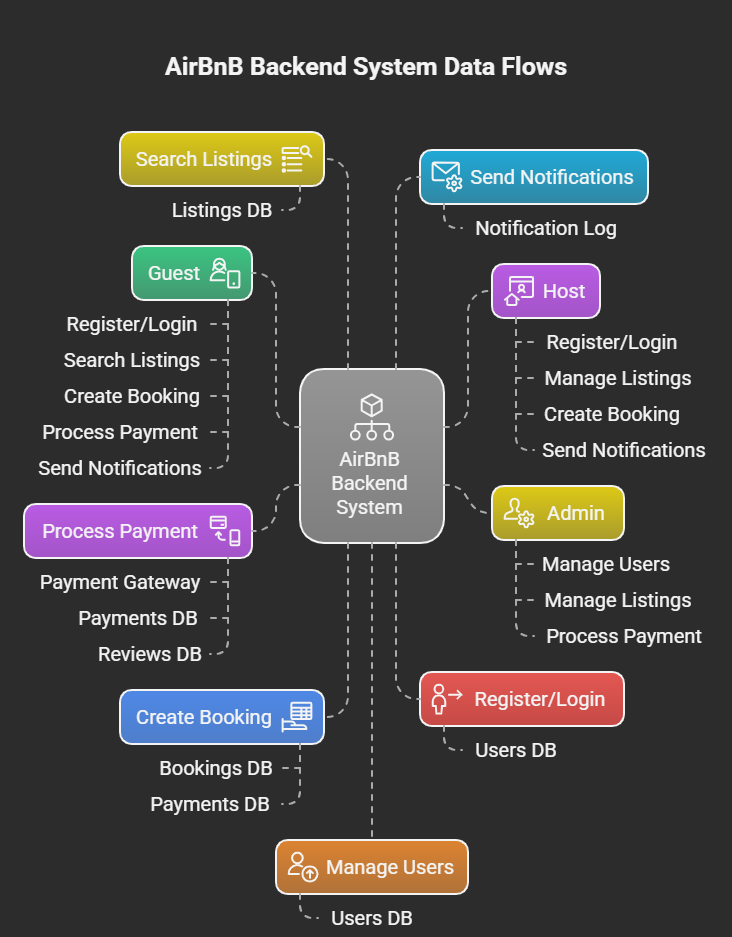 AirBnB Backend System Data Flows
Search Listings
Listings DB
Guest
Register/Login
Search Listings
Create Booking
Process Payment
Send Notifications
Process Payment
Payment Gateway
Payments DB
Reviews DB
Create Booking
Bookings DB
Payments DB
AirBnB
Backend
System
Send Notifications
Notification Log
Host
Register/Login
Manage Listings
Create Booking
Send Notifications
Admin
Manage Users
Manage Listings
Process Payment
Register/Login
Users DB
Manage Users
Users DB